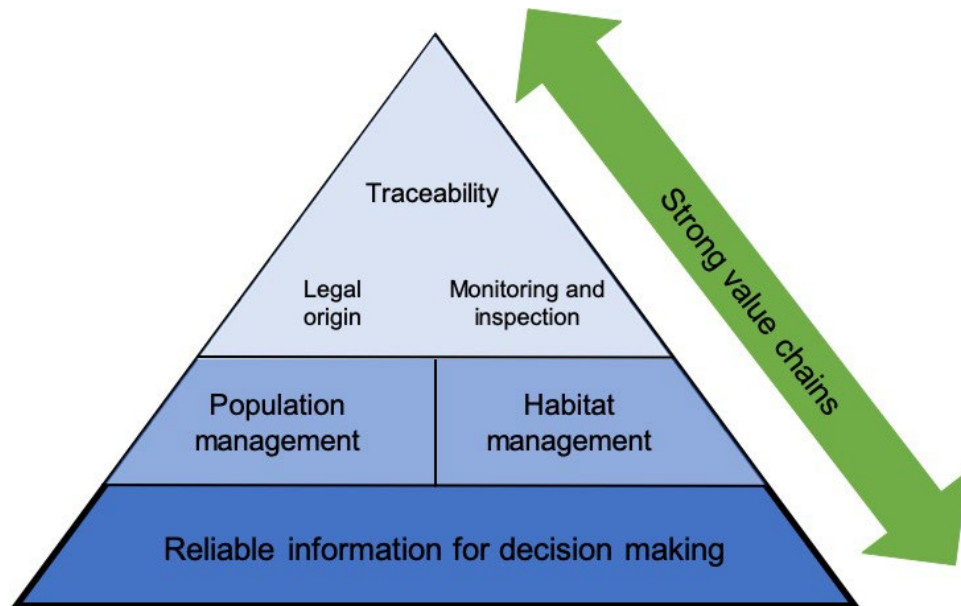 Traceability
Legal
origin
Monitoring and
inspection
Population
management
Habitat
management
Reliable information for decision making
Strong value chains